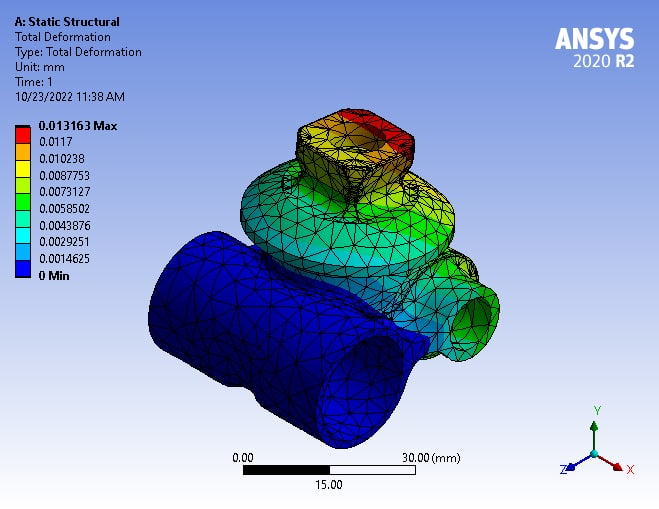 A: Static Structural
Total Deformation
Type: Total Deformation
Unit: mm
Time: 1
10/23/2022 11:38 AM
ANSYS
2020 R2
0.013163 Max
0.0117
0.010238
0.0087753
0.0073127
0.0058502
0.0043876
0.0029251
0.0014625
0 Min
0.00
30.00 (mm)
15.00
Y
Z
X